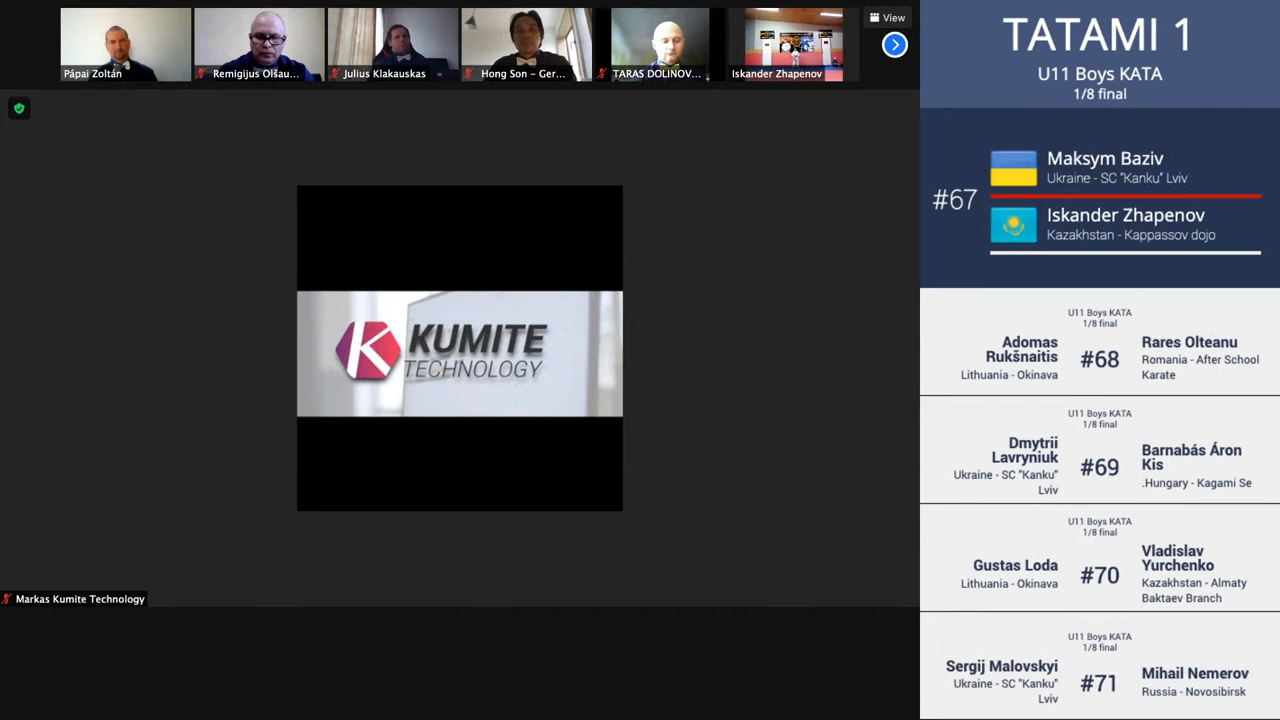 View
Pápai Zoltán
Remigijus Olšau...
Julius Klakauskas
Hong Son – Ger...
TARAS DOLINOV...
Iskander Zhapenov
KUMITE
TECHNOLOGY
Markas Kumite Technology
TATAMI 1
U11 Boys KATA
1/8 final
#67
Maksym Baziv
Ukraine - SC "Kanku" Lviv
Iskander Zhapenov
Kazakhstan - Kappassov dojo
U11 Boys KATA
1/8 final
Adomas
Rukšnaitis
Lithuania - Okinava
#68
Rares Olteanu
Romania - After School
Karate
U11 Boys KATA
1/8 final
Dmytrii
Lavryniuk
Ukraine - SC "Kanku"
Lviv
#69
Barnabás Áron
Kis
.Hungary - Kagami Se
U11 Boys KATA
1/8 final
Gustas Loda
Lithuania - Okinava
#70
Vladislav
Yurchenko
Kazakhstan - Almaty
Baktaev Branch
U11 Boys KATA
1/8 final
Sergij Malovskyi
Ukraine - SC "Kanku"
Lviv
#71
Mihail Nemerov
Russia - Novosibirsk